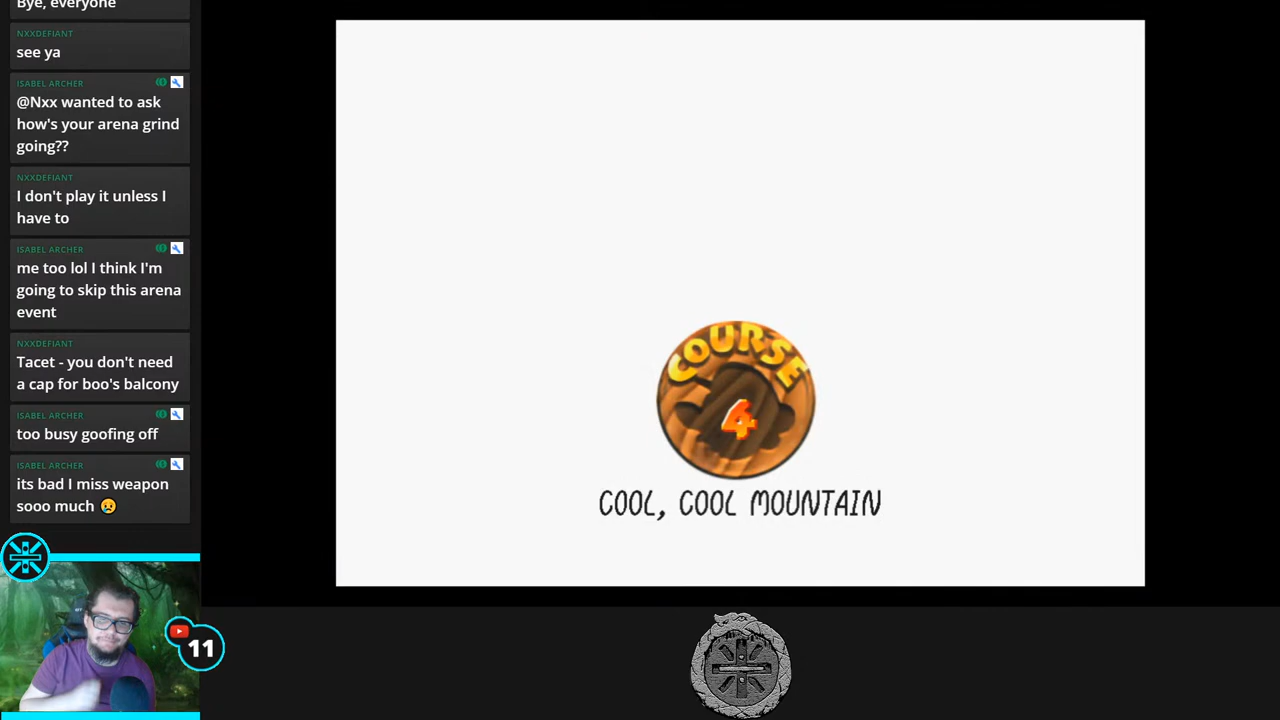 Bye, everyone
NXXDEFIANT
see ya
ISABEL ARCHER
@Nxx wanted to ask
how's your arena grind
going??
NXXDEFIANT
I don't play it unless I
have to
ISABEL ARCHER
me too lol I think I'm
going to skip this arena
event
NXXDEFIANT
Tacet - you don't need
a cap for boo's balcony
ISABEL ARCHER
too busy goofing off
ISABEL ARCHER
its bad I miss weapon
sooo much 😢
11
COURSE
4
COOL, COOL MOUNTAIN